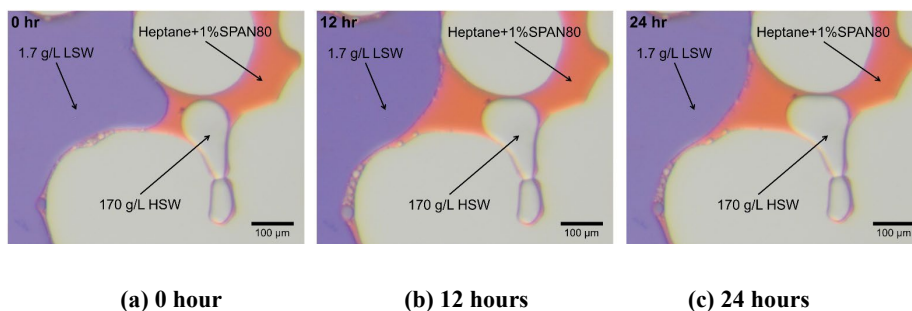 0 hr
Heptane+1%SPAN80
1.7 g/L LSW
170 g/L HSW
100 µm
12 hr
Heptane+1%SPAN80
1.7 g/L LSW
170 g/L HSW
100 µm
24 hr
Heptane+1%SPAN80
1.7 g/L LSW
170 g/L HSW
100 µm
(a) 0 hour
(b) 12 hours
(c) 24 hours